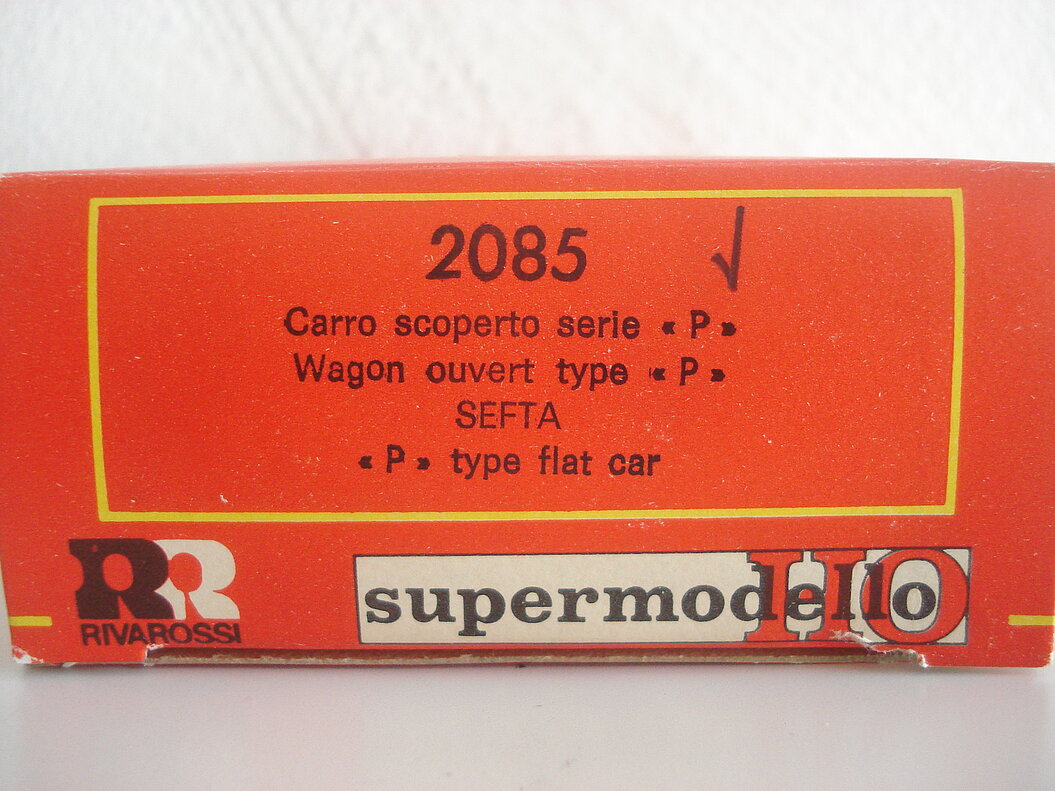 2085 √
Carro scoperto serie « P »
Wagon ouvert type « P »
SEFTA
« P » type flat car
RR
RIVAROSSI
supermodello HO